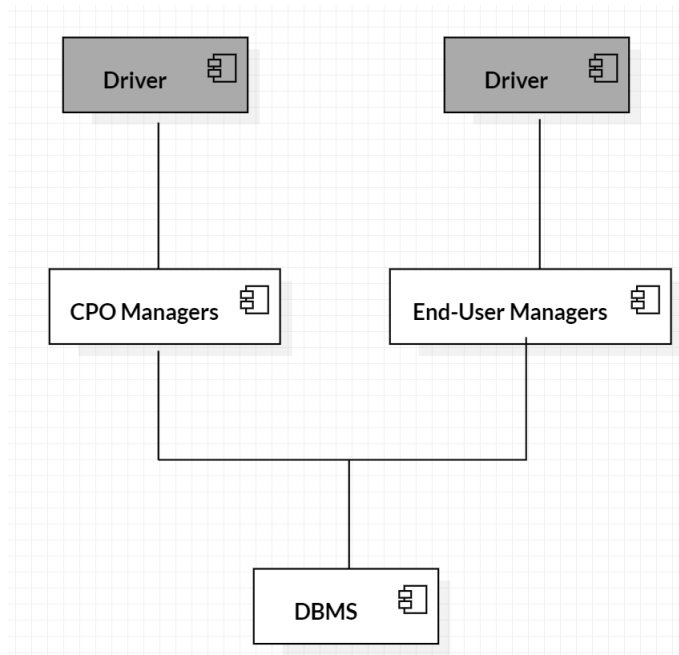 Driver
Driver
CPO Managers
End-User Managers
DBMS